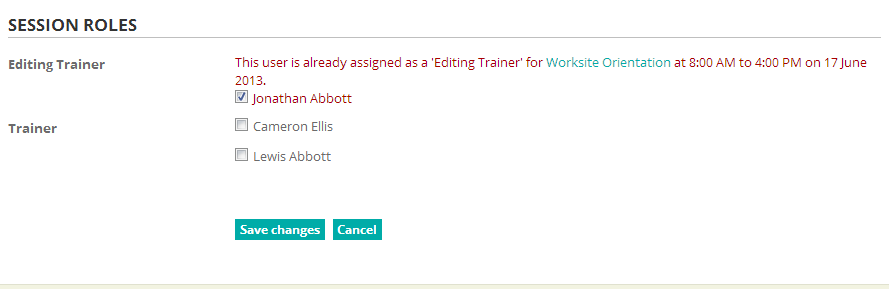 SESSION ROLES
Editing Trainer
This user is already assigned as a 'Editing Trainer' for Worksite Orientation at 8:00 AM to 4:00 PM on 17 June
2013.
Jonathan Abbott
Trainer
Cameron Ellis
Lewis Abbott
Save changes
Cancel